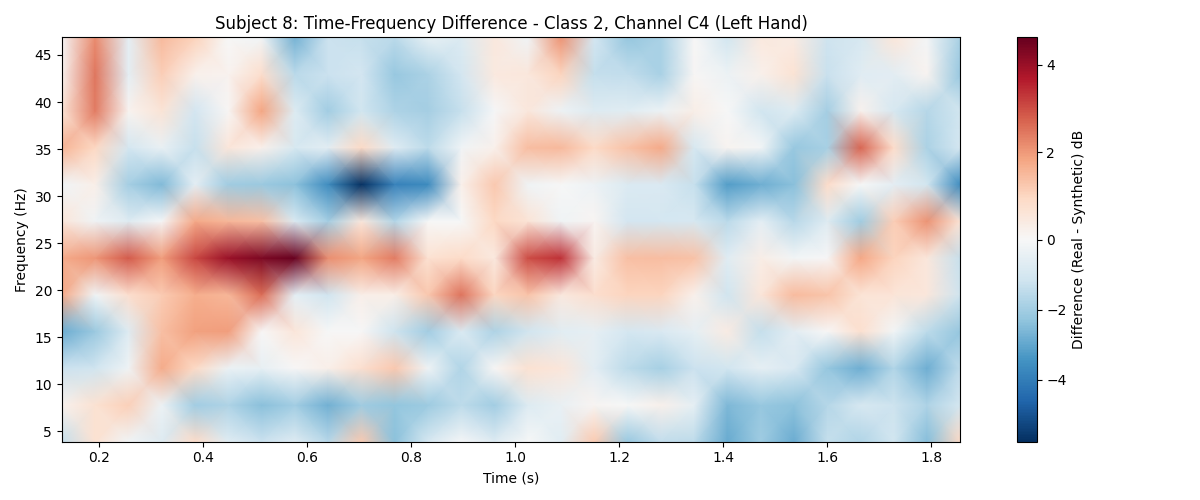 Subject 8: Time-Frequency Difference - Class 2, Channel C4 (Left Hand)
45
40
35
30
25
20
15
10
5
Frequency (Hz)
0.2 0.4 0.6 0.8 1.0 1.2 1.4 1.6 1.8
Time (s)
4
2
0
−2
−4
Difference (Real - Synthetic) dB